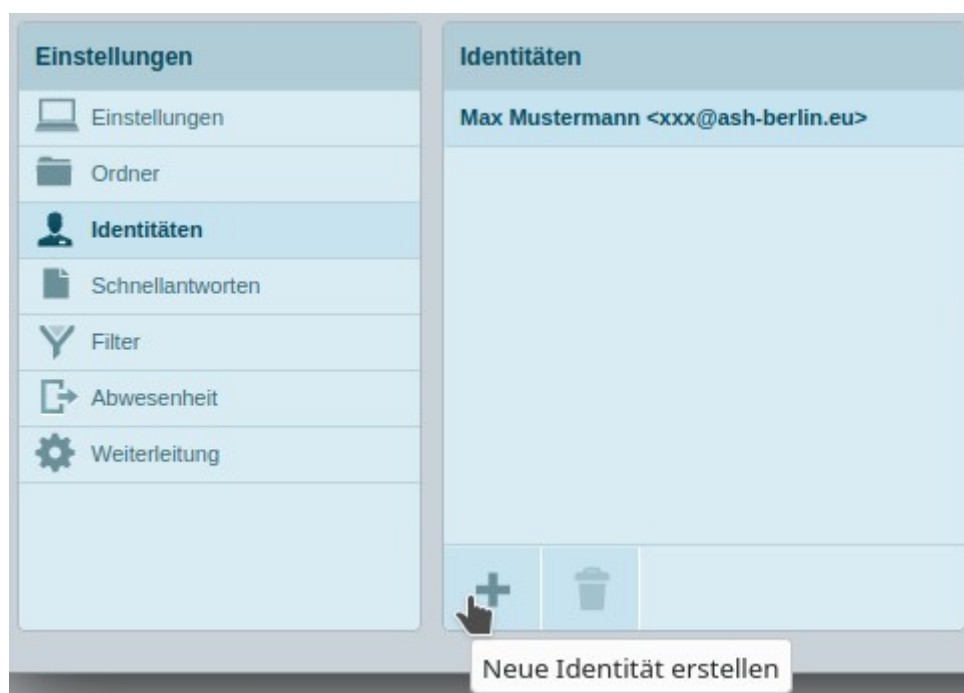 Einstellungen
Einstellungen
Ordner
Identitäten
Schnellantworten
Filter
Abwesenheit
Weiterleitung
Identitäten
Max Mustermann <xxx@ash-berlin.eu>
Neue Identität erstellen